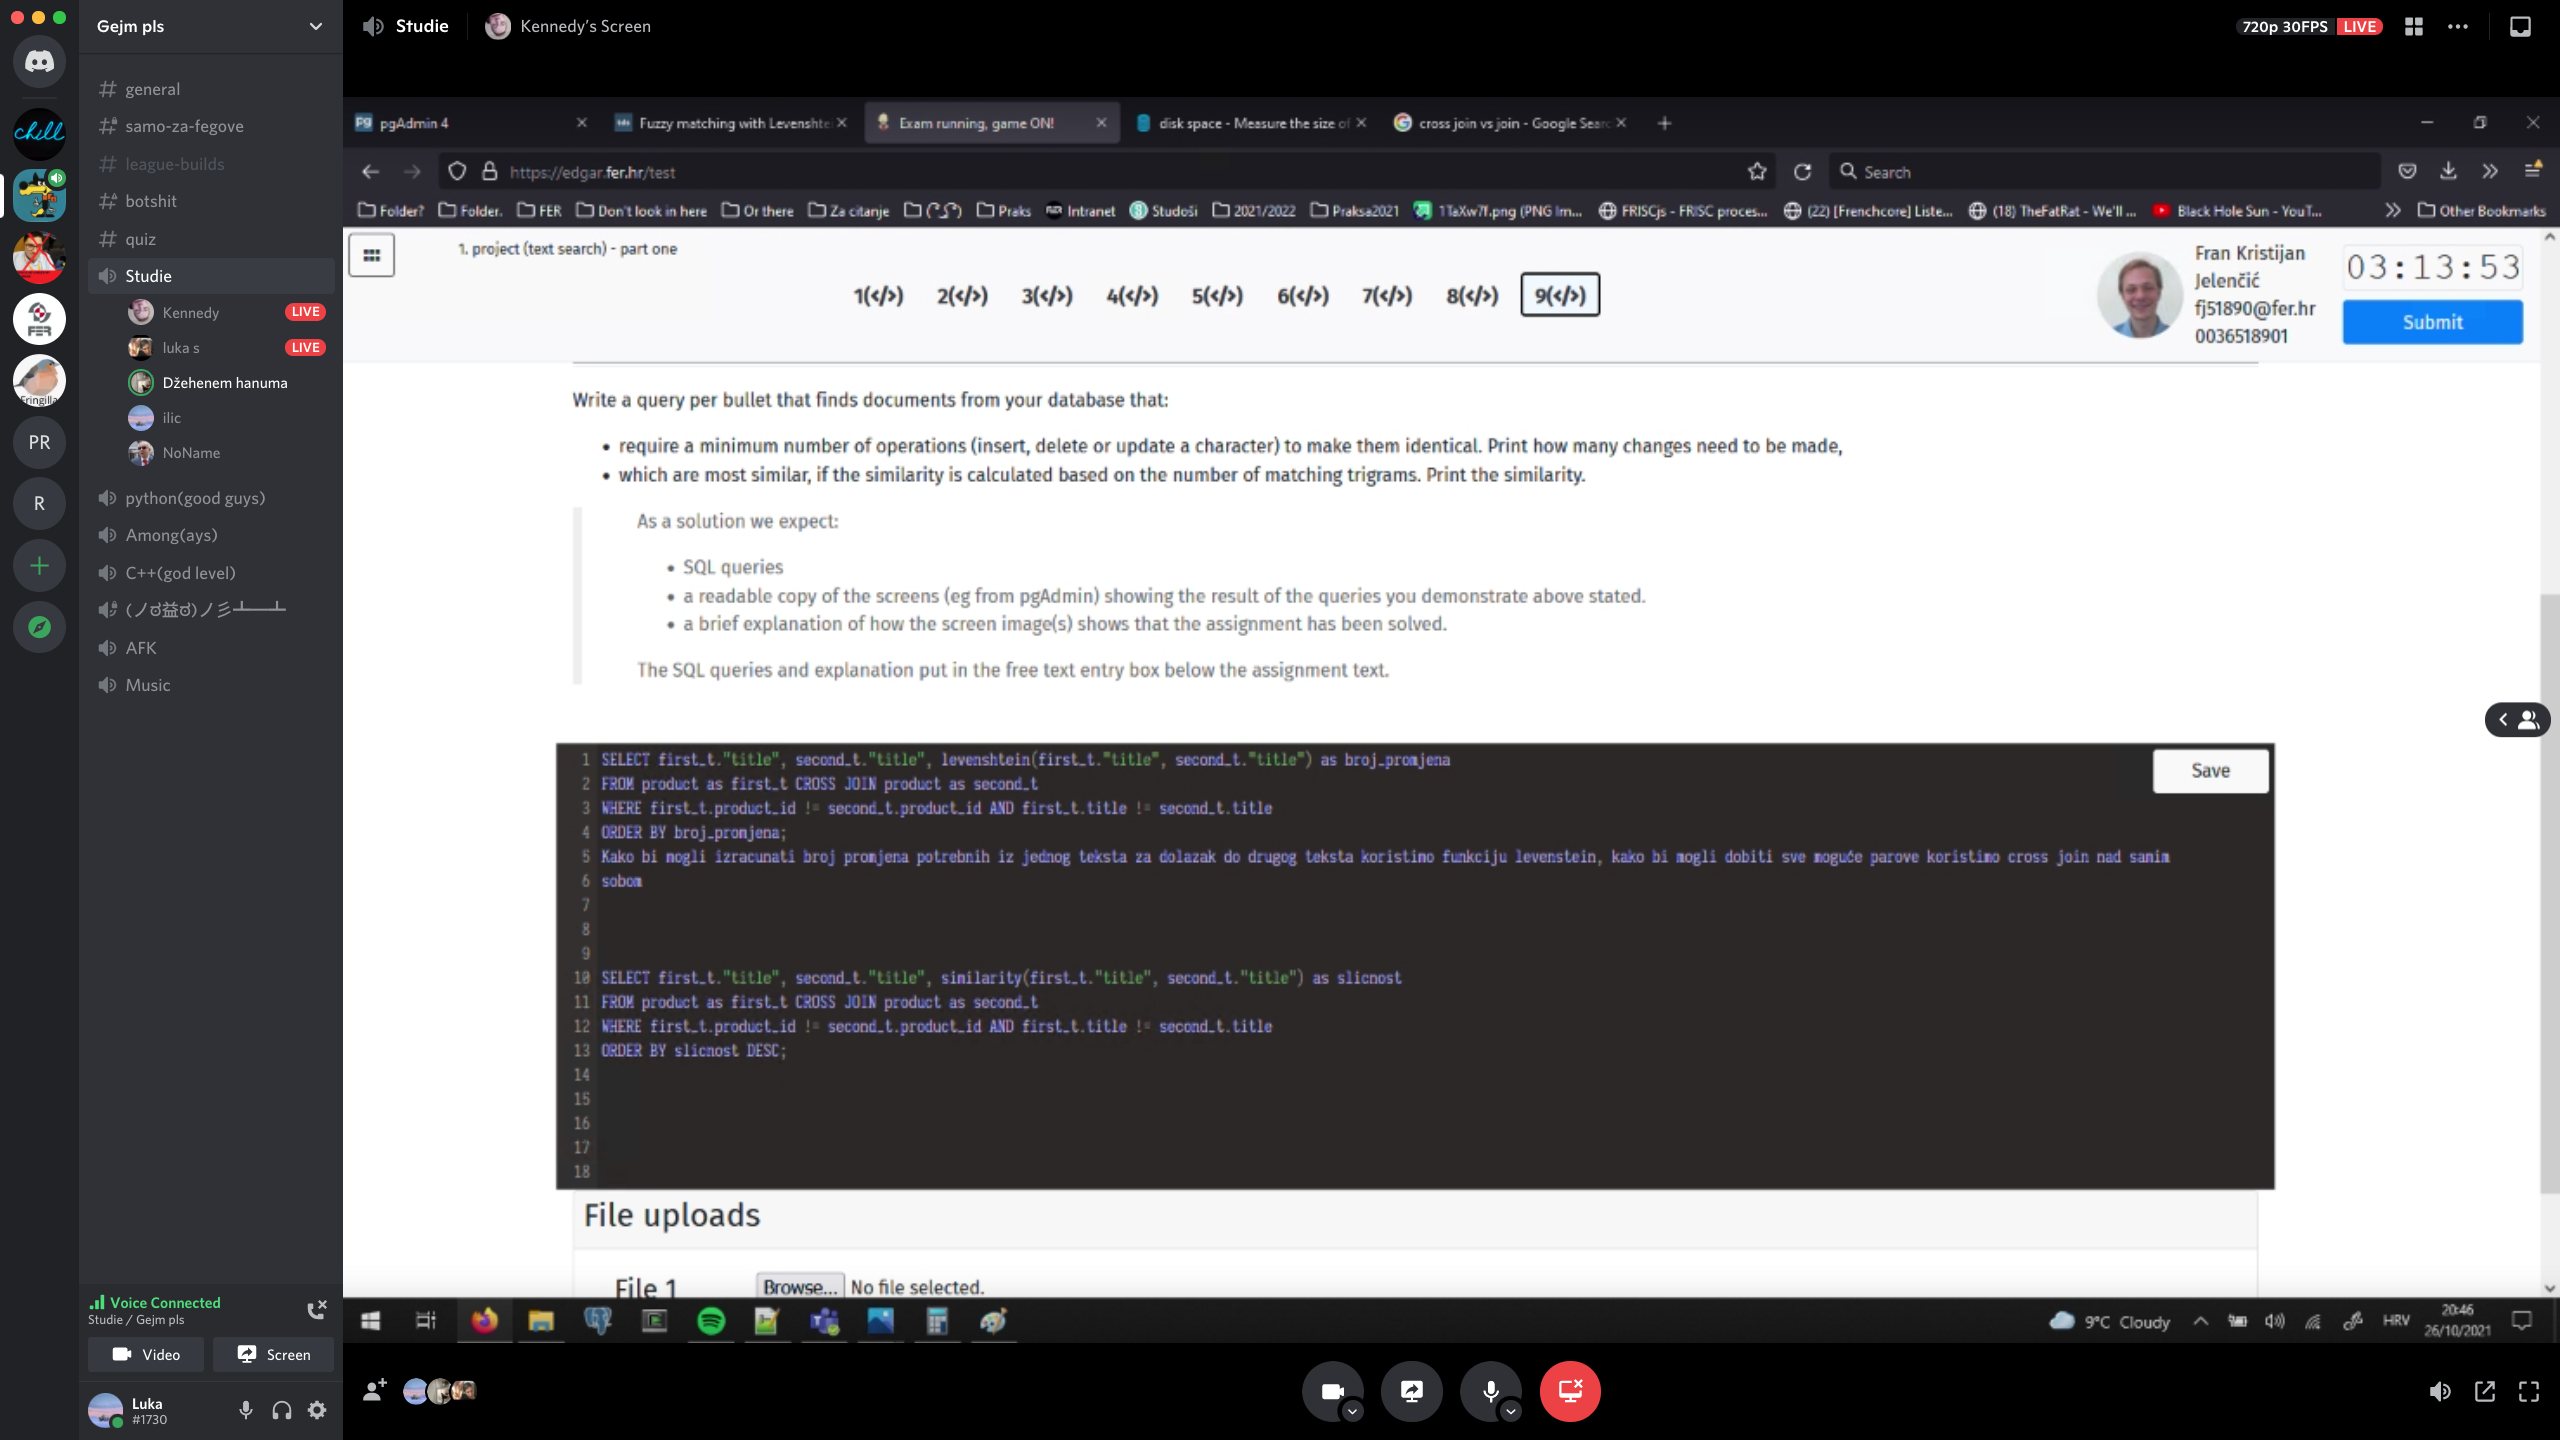 Gejm pls
Studie
Kennedy's Screen
720p 30FPS LIVE
general
samo-za-fegove
league-builds
botshit
quiz
Studie
Kennedy LIVE
luka s LIVE
Džehenem hanuma
ilic
NoName
python(good guys)
Among(ays)
C++(god level)
AFK
Music
chill
FER
Fringilla
PR
R
Voice Connected
Studie / Gejm pls
Video
Screen
Luka
#1730
pgAdmin 4
Fuzzy matching with Levenshte
Exam running, game ON!
disk space - Measure the size of
cross join vs join - Google Searc
https://edgar.fer.hr/test
Search
Folder?
Folder.
FER
Don't look in here
Or there
Za citanje
Praks
Intranet
Studoši
2021/2022
Praksa2021
1TaXw7f.png (PNG Im...
FRISCjs - FRISC proces...
(22) [Frenchcore] Liste...
(18) TheFatRat - We'll ...
Black Hole Sun - YouT...
Other Bookmarks
1. project (text search) - part one
1(</>) 2(</>) 3(</>) 4(</>) 5(</>) 6(</>) 7(</>) 8(</>) 9(</>)
Fran Kristijan
Jelenčić
fj51890@fer.hr
0036518901
03:13:53
Submit
Write a query per bullet that finds documents from your database that:
• require a minimum number of operations (insert, delete or update a character) to make them identical. Print how many changes need to be made,
• which are most similar, if the similarity is calculated based on the number of matching trigrams. Print the similarity.
As a solution we expect:
• SQL queries
• a readable copy of the screens (eg from pgAdmin) showing the result of the queries you demonstrate above stated.
• a brief explanation of how the screen image(s) shows that the assignment has been solved.
The SQL queries and explanation put in the free text entry box below the assignment text.
Save
1 SELECT first_t."title", second_t."title", levenshtein(first_t."title", second_t."title") as broj_promjena
2 FROM product as first_t CROSS JOIN product as second_t
3 WHERE first_t.product_id != second_t.product_id AND first_t.title != second_t.title
4 ORDER BY broj_promjena;
5 Kako bi mogli izracunati broj promjena potrebnih iz jednog teksta za dolazak do drugog teksta koristimo funkciju levenstein, kako bi mogli dobiti sve moguće parove koristimo cross join nad samim
6 sobom
7
8
9
10 SELECT first_t."title", second_t."title", similarity(first_t."title", second_t."title") as slicnost
11 FROM product as first_t CROSS JOIN product as second_t
12 WHERE first_t.product_id != second_t.product_id AND first_t.title != second_t.title
13 ORDER BY slicnost DESC;
14
15
16
17
18
File uploads
File 1
Browse... No file selected.
9°C Cloudy
HRV
20:46
26/10/2021